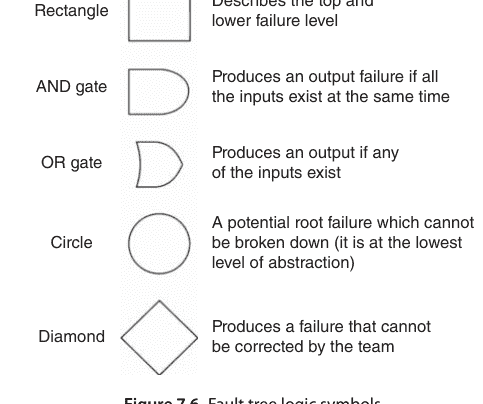 Rectangle
Describes the top and
lower failure level
AND gate
Produces an output failure if all
the inputs exist at the same time
OR gate
Produces an output if any
of the inputs exist
Circle
A potential root failure which cannot
be broken down (it is at the lowest
level of abstraction)
Diamond
Produces a failure that cannot
be corrected by the team
Figure 7.6 Fault tree logic symbols